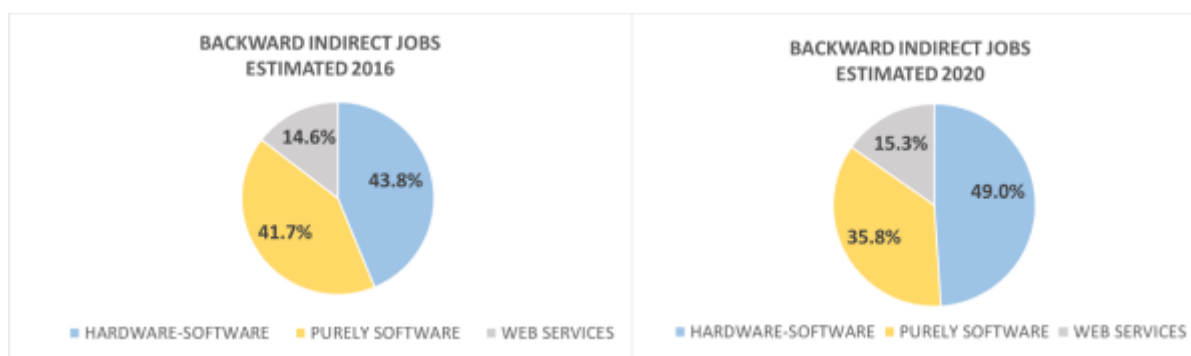 BACKWARD INDIRECT JOBS
ESTIMATED 2016
14.6%
43.8%
41.7%
HARDWARE-SOFTWARE PURELY SOFTWARE WEB SERVICES
BACKWARD INDIRECT JOBS
ESTIMATED 2020
15.3%
49.0%
35.8%
HARDWARE-SOFTWARE PURELY SOFTWARE WEB SERVICES